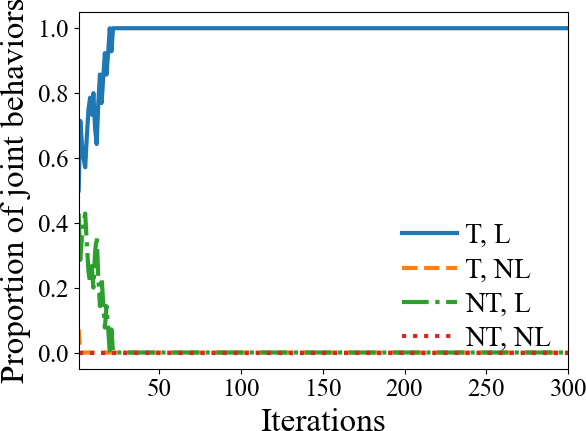 Proportion of joint behaviors
1.0
0.8
0.6
0.4
0.2
0.0
T, L
T, NL
NT, L
NT, NL
50
100
150
200
250
300
Iterations